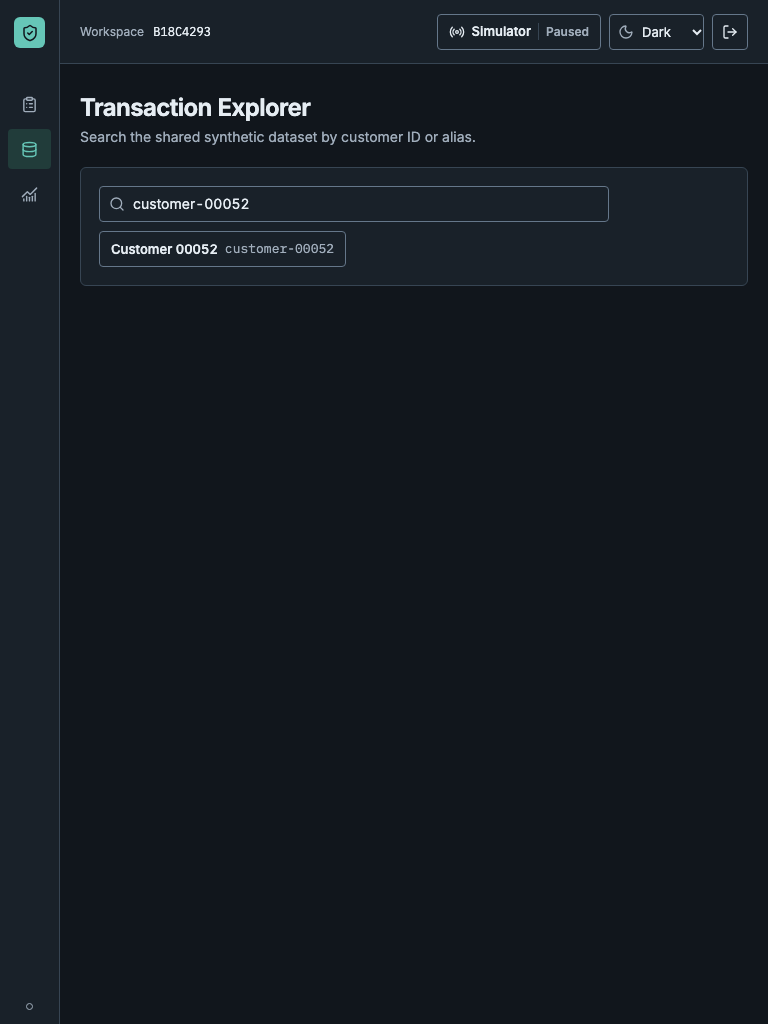 Workspace B18C4293
Simulator Paused
Dark
Transaction Explorer
Search the shared synthetic dataset by customer ID or alias.
customer-00052
Customer 00052 customer-00052